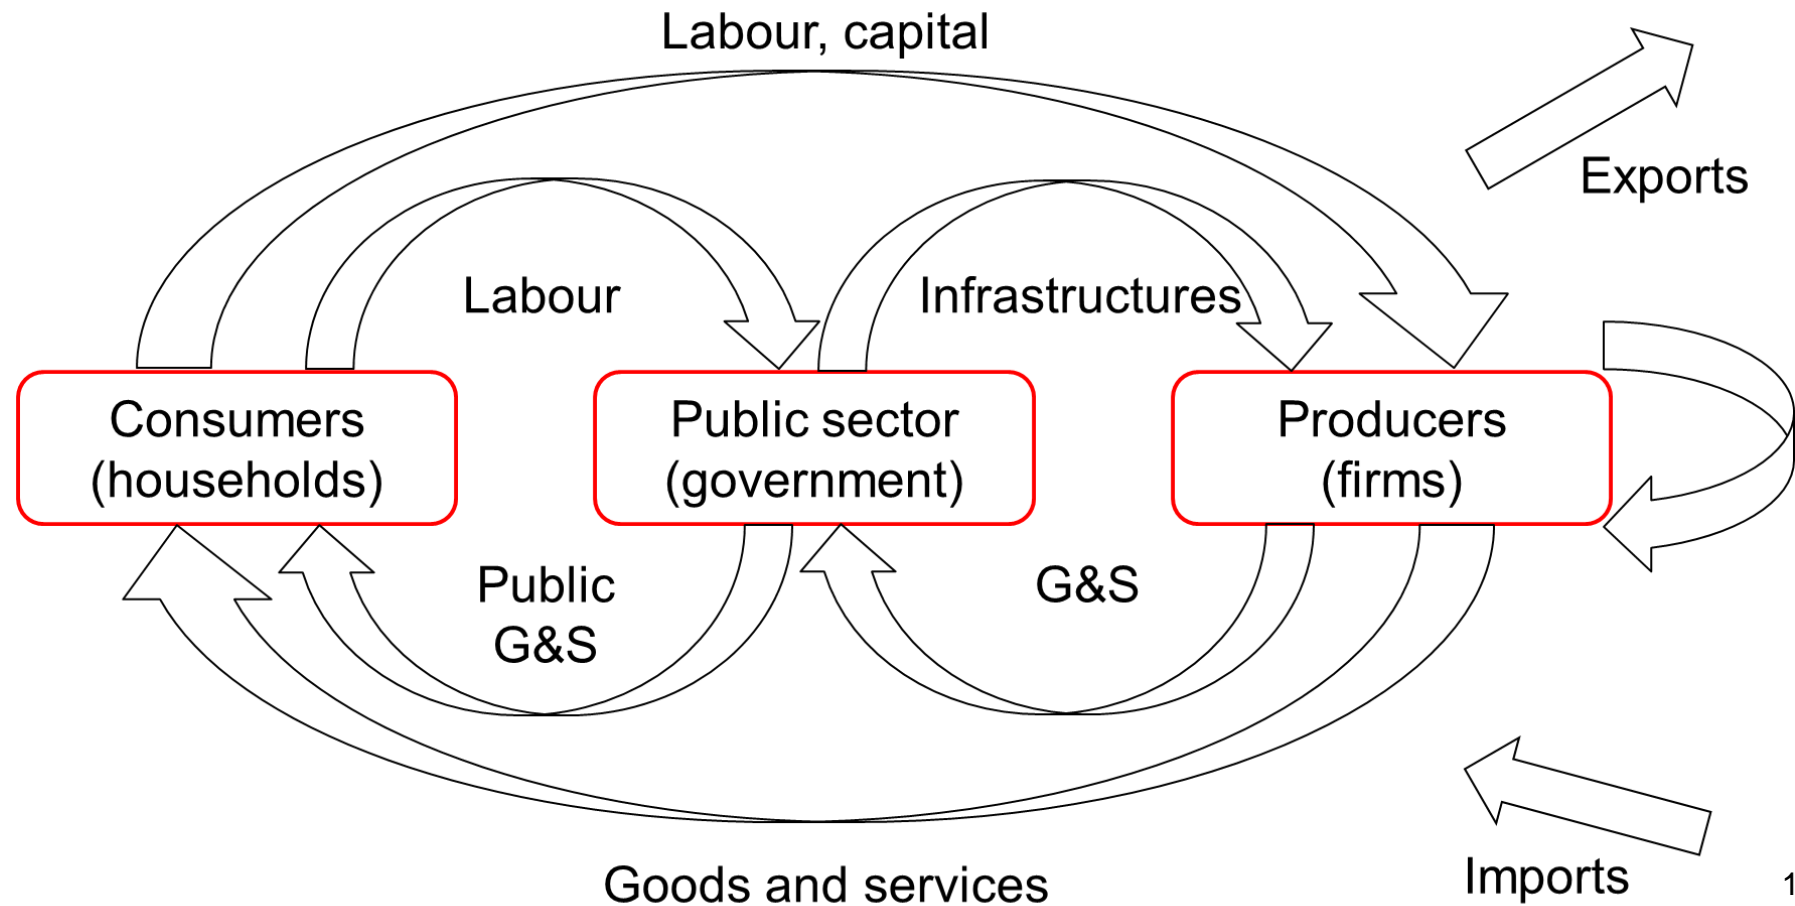 Labour, capital
Exports
Labour
Infrastructures
Consumers
(households)
Public sector
(government)
Producers
(firms)
Public
G&S
G&S
Goods and services
Imports
1